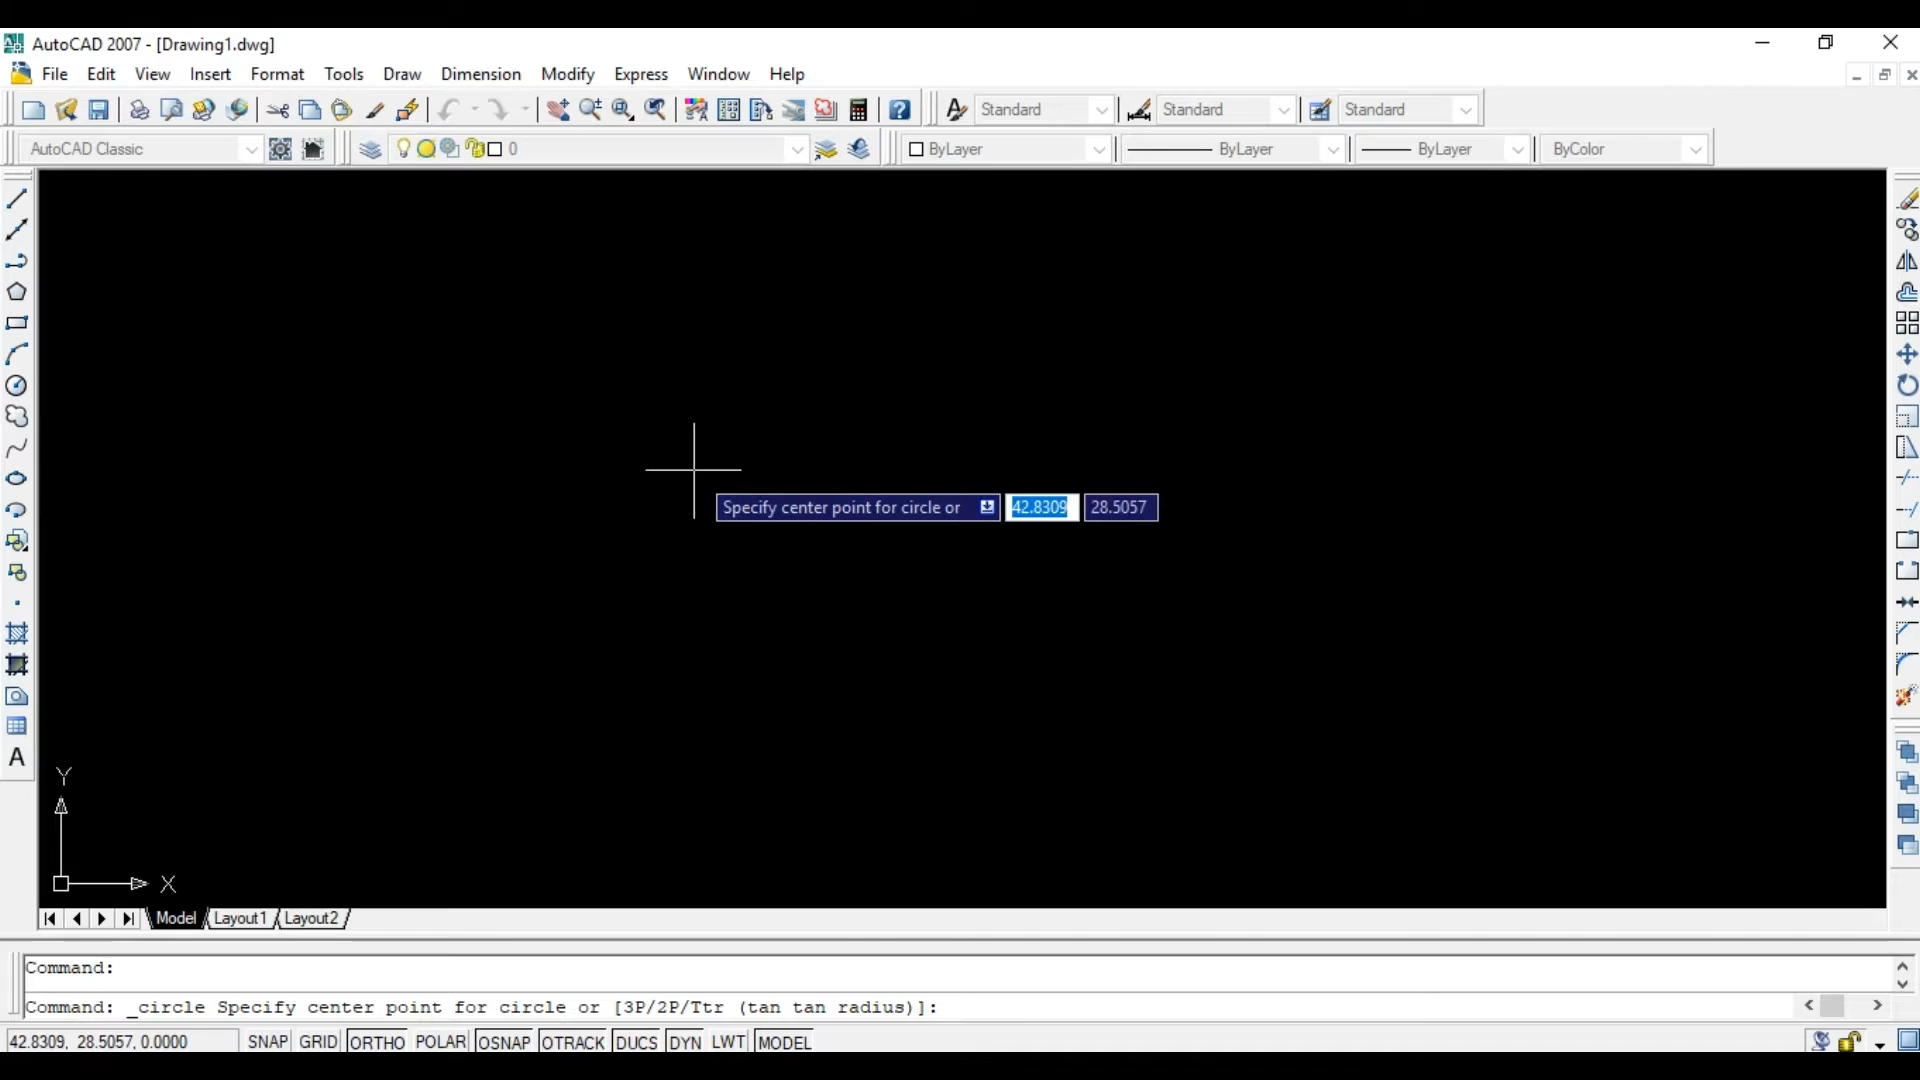 AutoCAD 2007 - [Drawing1.dwg]
File Edit View Insert Format Tools Draw Dimension Modify Express Window Help
Standard Standard Standard
AutoCAD Classic 0 ByLayer ByLayer ByLayer ByColor
Specify center point for circle or 42.8309 28.5057
A
Y
X
Model Layout1 Layout2
Command:
Command: _circle Specify center point for circle or [3P/2P/Ttr (tan tan radius)]:
42.8309, 28.5057, 0.0000 SNAP GRID ORTHO POLAR OSNAP OTRACK DUCS DYN LWT MODEL